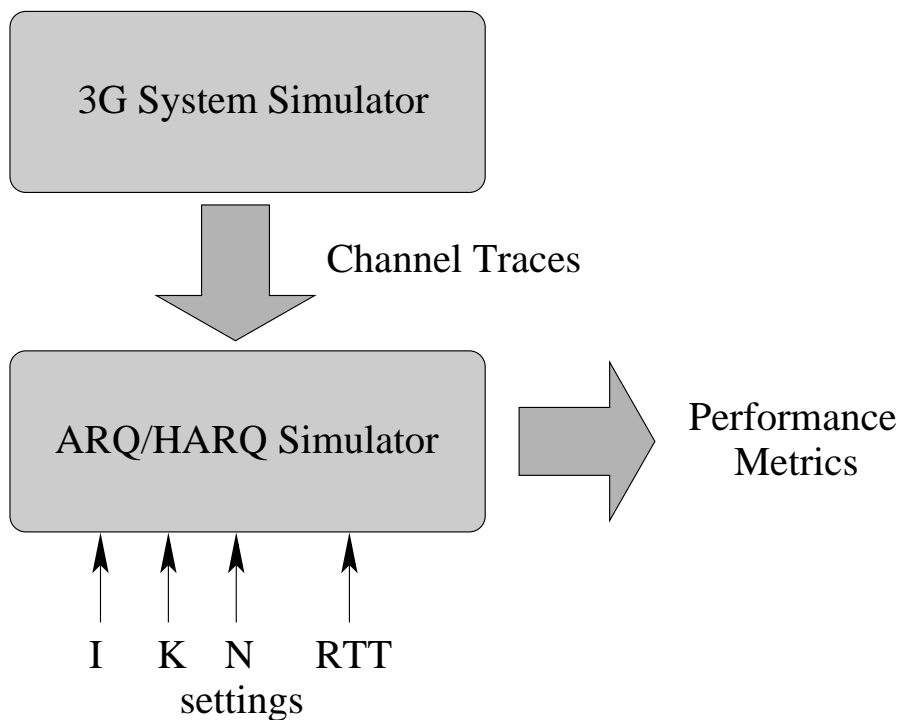 3G System Simulator
Channel Traces
ARQ/HARQ Simulator
Performance
Metrics
I K N RTT
settings